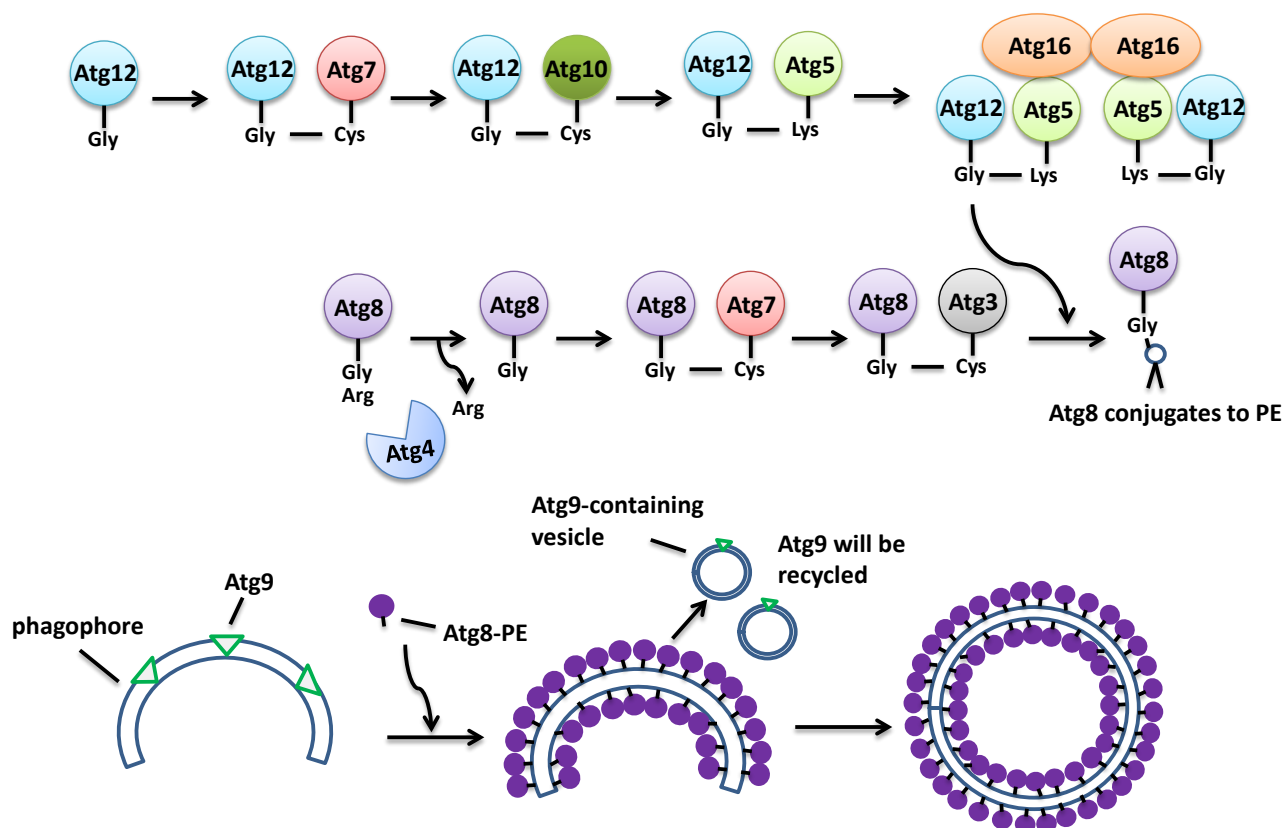 Atg16 Atg16
Atg12 Atg12 Atg7 Atg12 Atg10 Atg12 Atg5
Atg12 Atg5 Atg5 Atg12
Gly Gly Cys Gly Cys Gly Lys
Gly Lys Lys Gly
Atg8 Atg8 Atg8 Atg7 Atg8 Atg3 Atg8
Gly
Arg
Gly Gly Cys Gly Cys Gly
Arg
Atg4
Atg8 conjugates to PE
Atg9-containing
vesicle
Atg9 will be
recycled
Atg9
phagophore
Atg8-PE